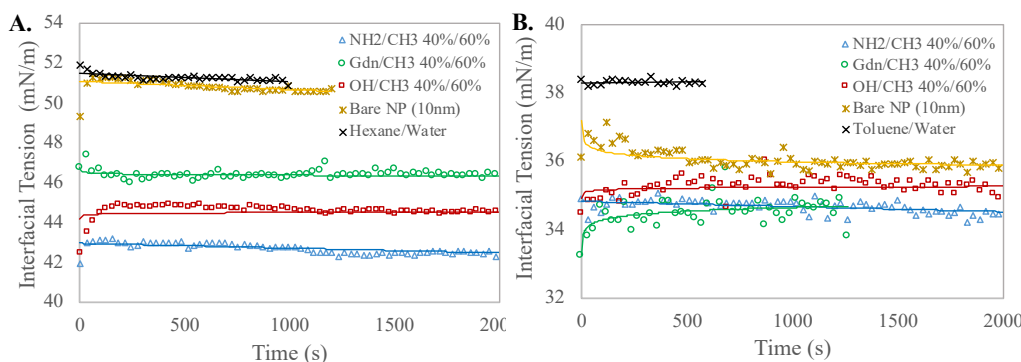 A.
Interfacial Tension (mN/m)
54
52
50
48
46
44
42
40
0
500
1000
1500
200
Time (s)
NH2/CH3 40%/60%
Gdn/CH3 40%/60%
OH/CH3 40%/60%
Bare NP (10nm)
Hexane/Water
B.
Interfacial Tension (mN/m)
40
38
36
34
32
0
500
1000
1500
2000
Time (s)
NH2/CH3 40%/60%
Gdn/CH3 40%/60%
OH/CH3 40%/60%
Bare NP (10nm)
Toluene/Water